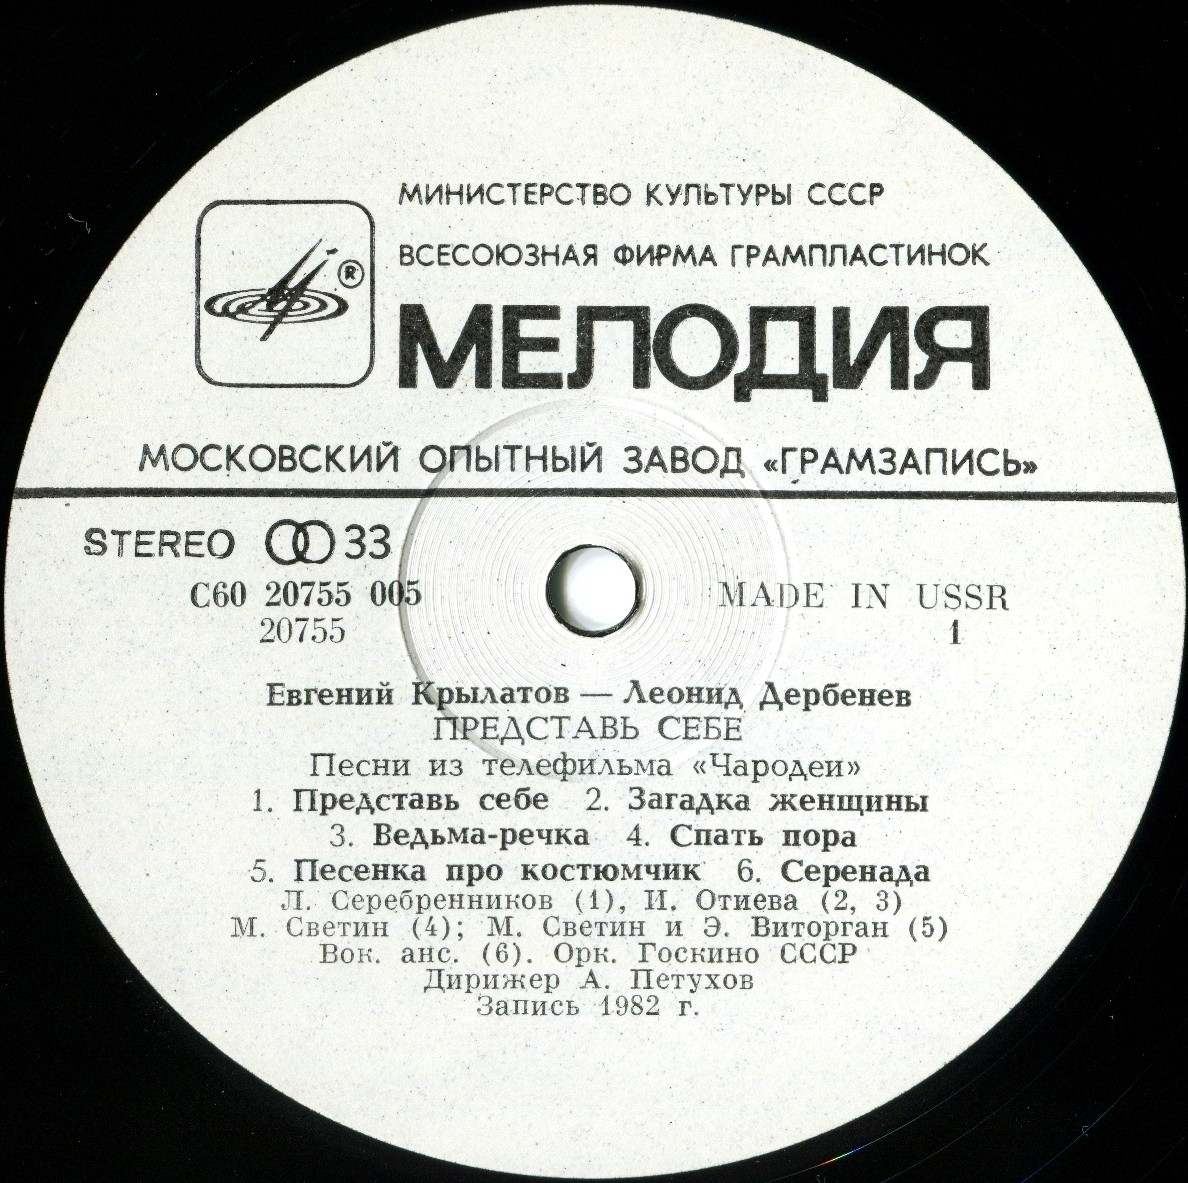 МИНИСТЕРСТВО КУЛЬТУРЫ СССР
ВСЕСОЮЗНАЯ ФИРМА ГРАМПЛАСТИНОК
®
МЕЛОДИЯ
МОСКОВСКИЙ ОПЫТНЫЙ ЗАВОД «ГРАМЗАПИСЬ»
STEREO 33
С60 20755 005 MADE IN USSR
20755 1
Евгений Крылатов — Леонид Дербенев
ПРЕДСТАВЬ СЕБЕ
Песни из телефильма «Чародеи»
1. Представь себе 2. Загадка женщины
3. Ведьма-речка 4. Спать пора
5. Песенка про костюмчик 6. Серенада
Л. Серебренников (1), И. Отиева (2, 3)
М. Светин (4); М. Светин и Э. Виторган (5)
Вок. анс. (6). Орк. Госкино СССР
Дирижер А. Петухов
Запись 1982 г.